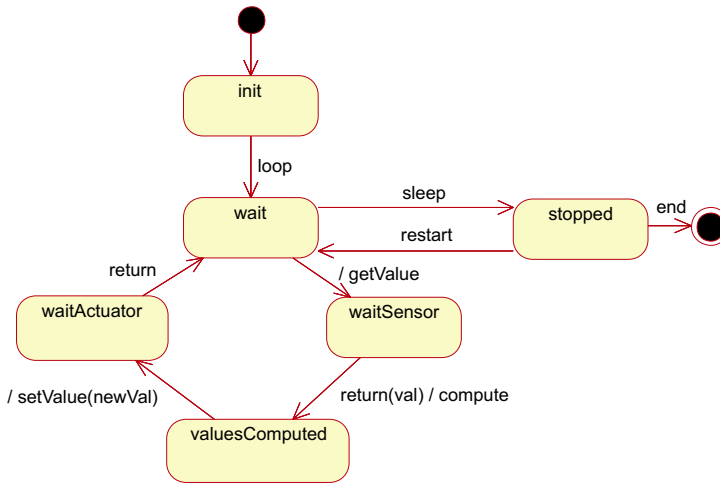 init
loop
wait
sleep
stopped
end
restart
return
/ getValue
waitActuator
waitSensor
/ setValue(newVal)
return(val) / compute
valuesComputed